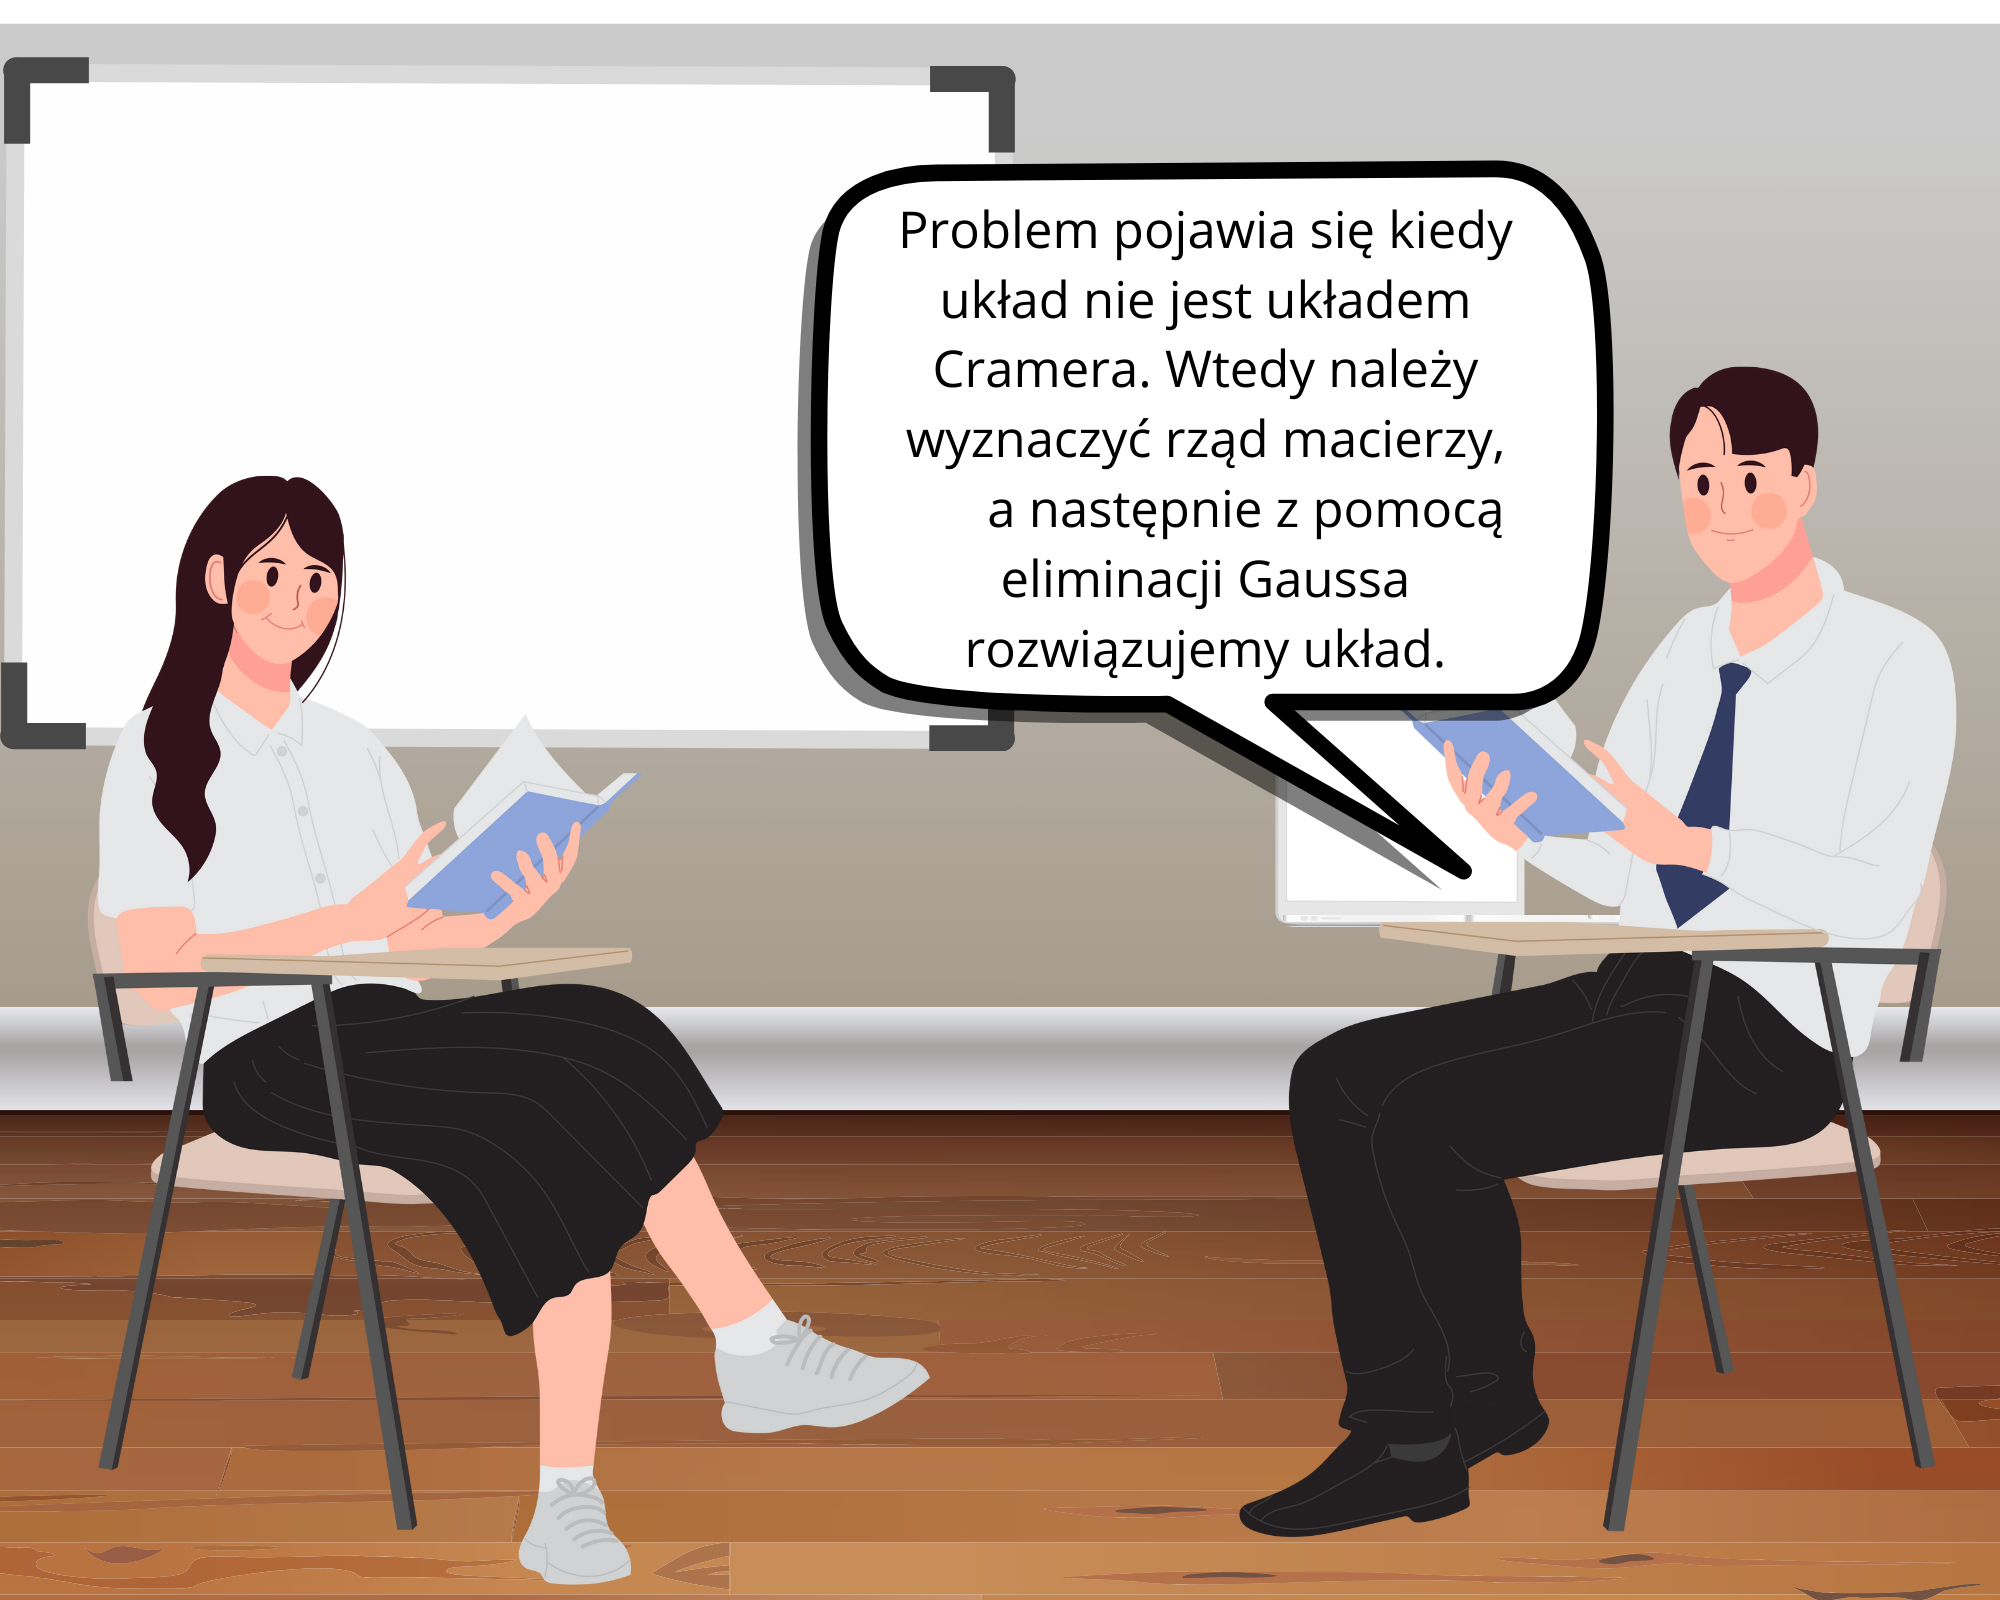 Problem pojawia się kiedy
układ nie jest układem
Cramera. Wtedy należy
wyznaczyć rząd macierzy,
a następnie z pomocą
eliminacji Gaussa
rozwiązujemy układ.